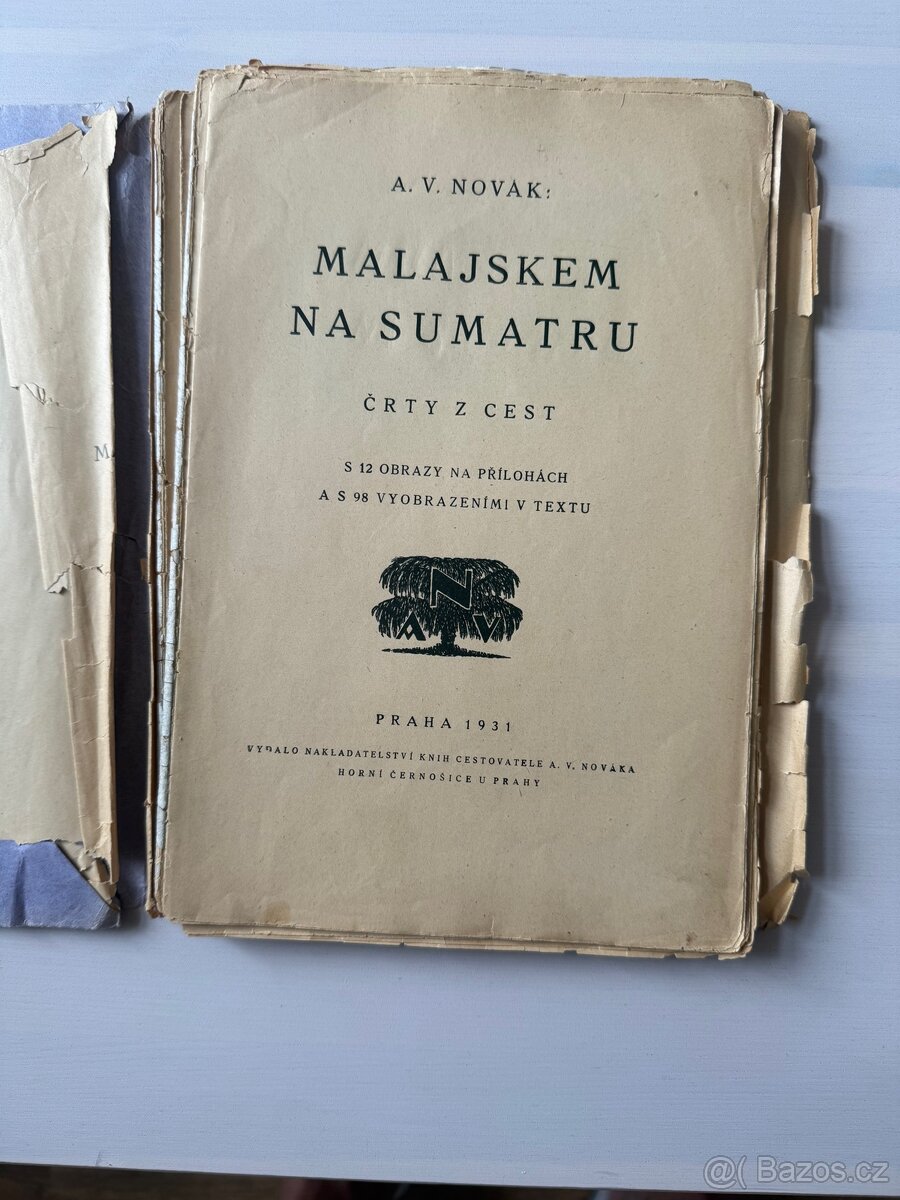 A. V. NOVÁK:
MALAJSKEM
NA SUMATRU
ČRTY Z CEST
S 12 OBRAZY NA PŘÍLOHÁCH
A S 98 VYOBRAZENÍMI V TEXTU
N
A V
PRAHA 1931
VYDALO NAKLADATELSTVÍ KNIH CESTOVATELE A. V. NOVÁKA
HORNÍ ČERNOŠICE U PRAHY
@( Bazos.cz